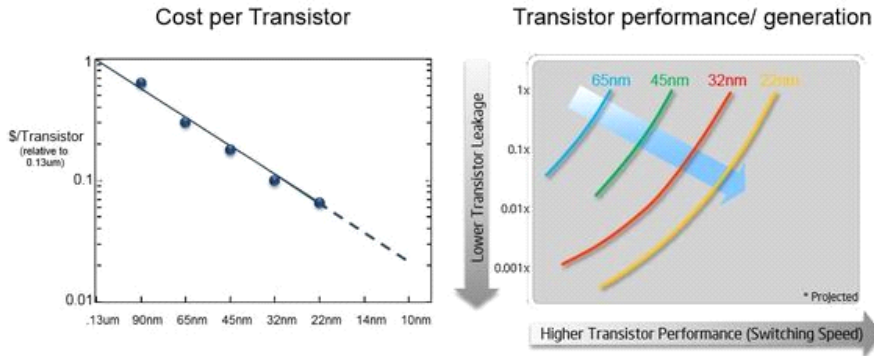 Cost per Transistor
1
$/Transistor
(relative to
0.13um)
0.1
0.01
.13um 90nm 65nm 45nm 32nm 22nm 14nm 10nm
Transistor performance/ generation
Lower Transistor Leakage
65nm 45nm 32nm 22nm
1x
0.1x
0.01x
0.001x
* Projected
Higher Transistor Performance (Switching Speed)